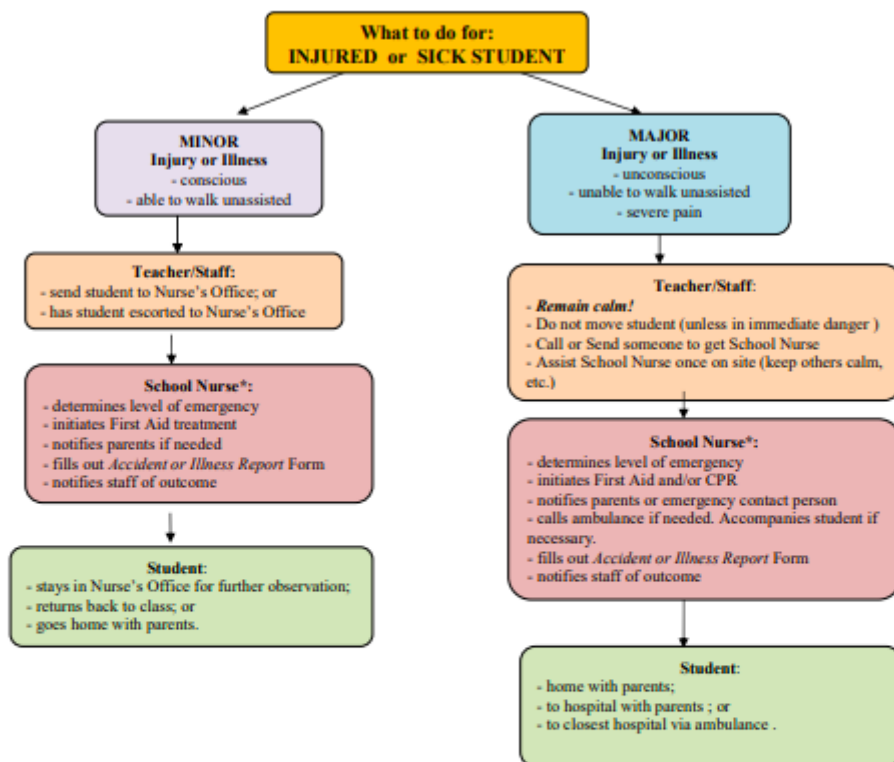 What to do for:
INJURED or SICK STUDENT
MINOR
Injury or Illness
- conscious
- able to walk unassisted
Teacher/Staff:
- send student to Nurse's Office; or
- has student escorted to Nurse's Office
School Nurse*:
- determines level of emergency
- initiates First Aid treatment
- notifies parents if needed
- fills out Accident or Illness Report Form
- notifies staff of outcome
Student:
- stays in Nurse's Office for further observation;
- returns back to class; or
- goes home with parents.
MAJOR
Injury or Illness
- unconscious
- unable to walk unassisted
- severe pain
Teacher/Staff:
- Remain calm!
- Do not move student (unless in immediate danger )
- Call or Send someone to get School Nurse
- Assist School Nurse once on site (keep others calm,
etc.)
School Nurse*:
- determines level of emergency
- initiates First Aid and/or CPR
- notifies parents or emergency contact person
- calls ambulance if needed. Accompanies student if
necessary.
- fills out Accident or Illness Report Form
- notifies staff of outcome
Student:
- home with parents;
- to hospital with parents ; or
- to closest hospital via ambulance .